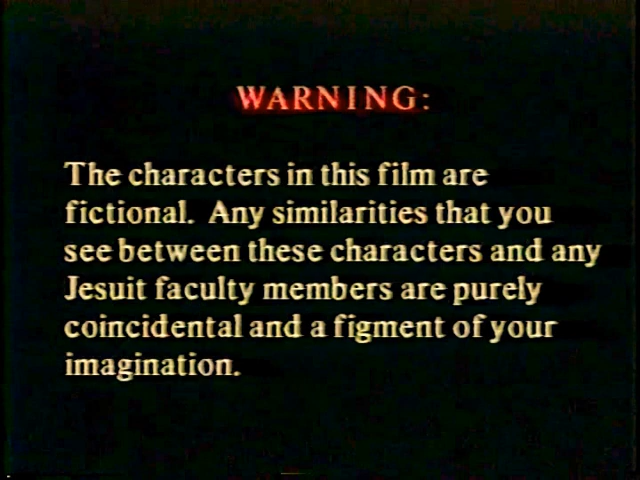 WARNING:
The characters in this film are
fictional. Any similarities that you
see between these characters and any
Jesuit faculty members are purely
coincidental and a figment of your
imagination.